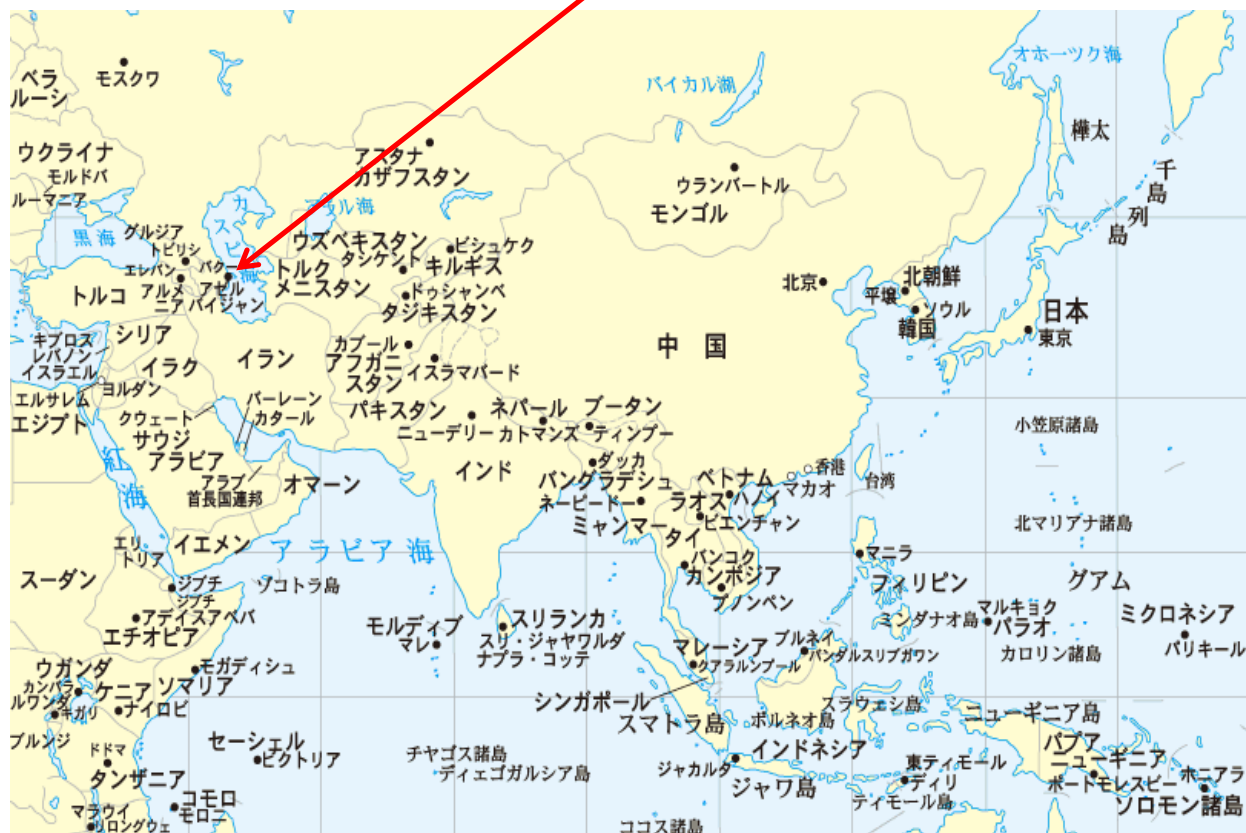 オホーツク海
モスクワ
ベラ
ルーシ
バイカル湖
樺太
ウクライナ
モルドバ
ルーマニア
アスタナ
カザフスタン
ウランバートル
モンゴル
千島列島
カスピ海
黒海
グルジア
トビリシ
エレバン
バクー
アルメ
ニア
アゼル
バイジャン
ウズベキスタン
タシケント
ビシュケク
キルギス
トルク
メニスタン
ドゥシャンベ
タジキスタン
トルコ
北京
北朝鮮
平壌
ソウル
韓国
日本
東京
中国
キプロス
レバノン
イスラエル
シリア
イラク
イラン
カブール
アフガニ
スタン
イスラマバード
ヨルダン
エルサレム
エジプト
クウェート
バーレーン
カタール
サウジ
アラビア
パキスタン
ネパール
ブータン
ニューデリー
カトマンズ
ティンプー
小笠原諸島
紅海
アラブ
首長国連邦
オマーン
インド
ダッカ
バングラデシュ
ネーピードー
ミャンマー
ベトナム
ラオス
ハノイ
ビエンチャン
タイ
香港
マカオ
台湾
北マリアナ諸島
エリ
トリア
イエメン
アラビア海
バンコク
カンボジア
プノンペン
マニラ
フィリピン
グアム
スーダン
ジブチ
ジブチ
ソコトラ島
アディスアベバ
エチオピア
モルディブ
マレ
スリランカ
スリ・ジャヤワルダ
ナプラ・コッテ
マレーシア
クアラルンプール
ブルネイ
バンダルスリブガワン
ミンダナオ島
マルキョク
パラオ
カロリン諸島
ミクロネシア
パリキール
ウガンダ
カンパラ
ルワンダ
キガリ
ケニア
ナイロビ
モガディシュ
ソマリア
シンガポール
スマトラ島
ボルネオ島
スラウェシ島
ニューギニア島
ブルンジ
ドドマ
タンザニア
セーシェル
ビクトリア
チャゴス諸島
ディエゴガルシア島
ジャカルタ
インドネシア
ジャワ島
東ティモール
ディリ
ティモール島
パプア
ニューギニア
ポートモレスビー
ホニアラ
ソロモン諸島
マラウイ
リロングウェ
コモロ
モロニ
ココス諸島